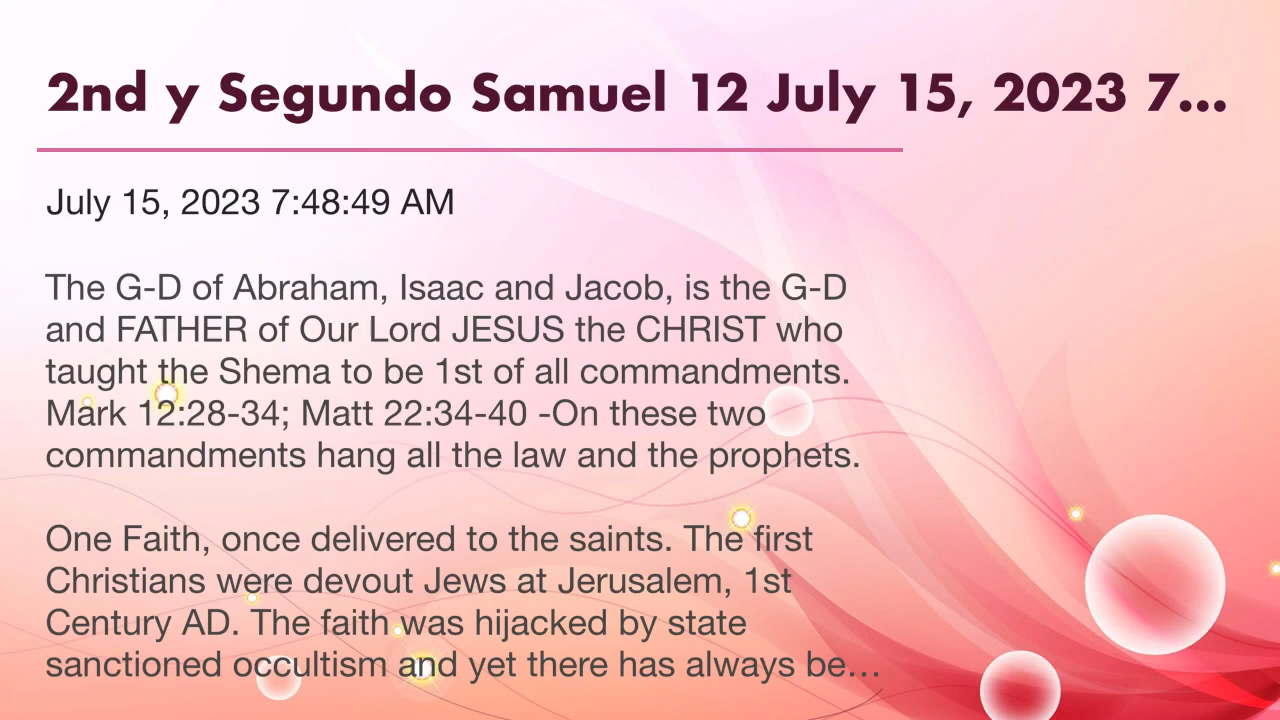 2nd y Segundo Samuel 12 July 15, 2023 7...
July 15, 2023 7:48:49 AM
The G-D of Abraham, Isaac and Jacob, is the G-D
and FATHER of Our Lord JESUS the CHRIST who
taught the Shema to be 1st of all commandments.
Mark 12:28-34; Matt 22:34-40 -On these two
commandments hang all the law and the prophets.
One Faith, once delivered to the saints. The first
Christians were devout Jews at Jerusalem, 1st
Century AD. The faith was hijacked by state
sanctioned occultism and yet there has always be...